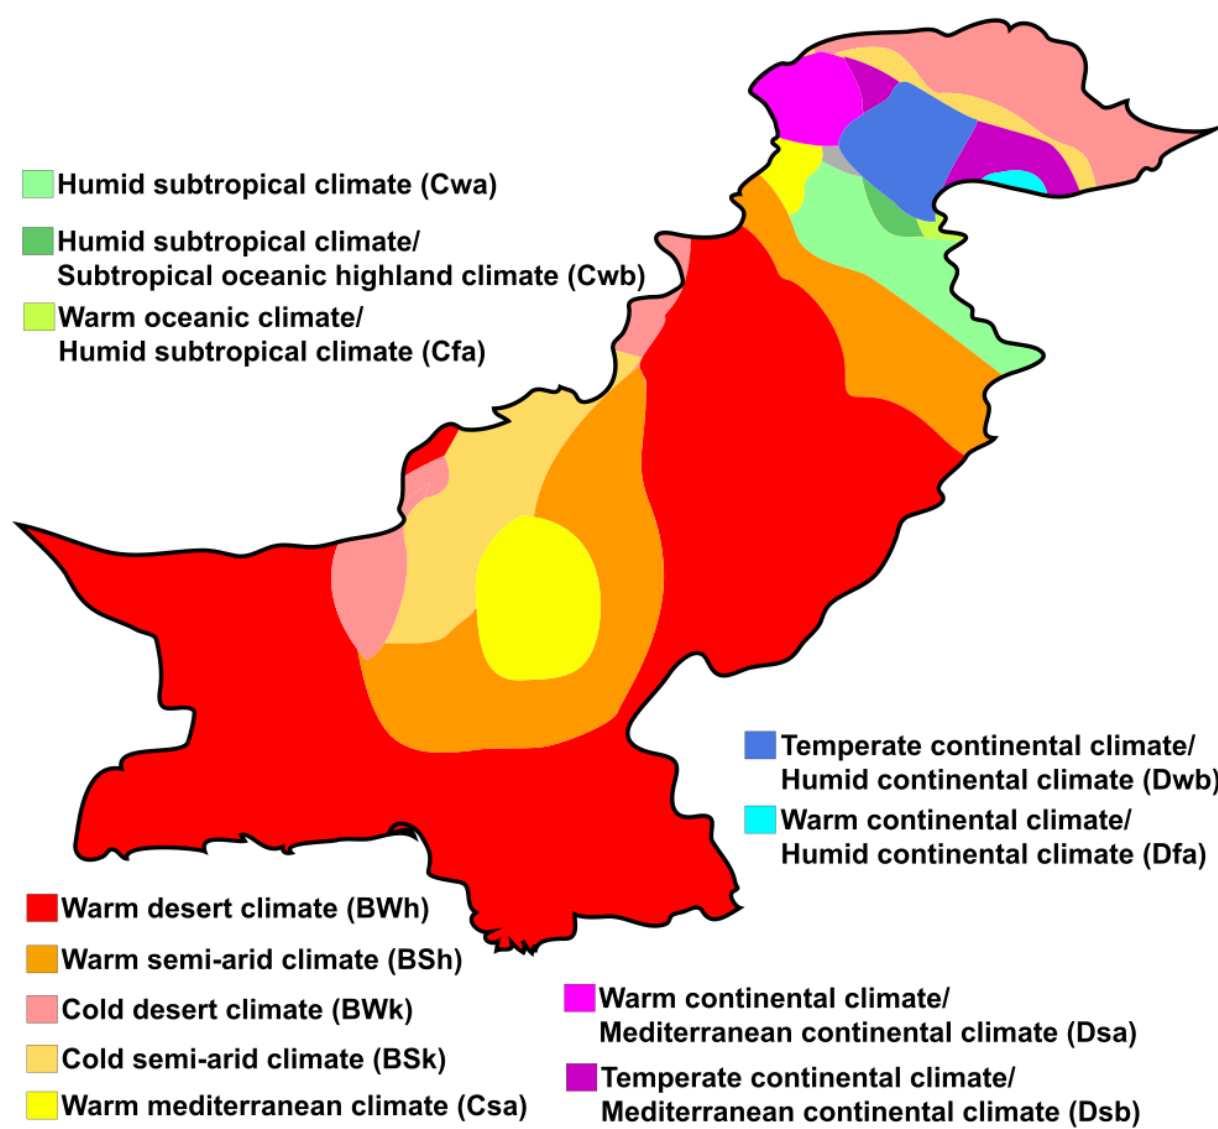 Humid subtropical climate (Cwa)
Humid subtropical climate/
Subtropical oceanic highland climate (Cwb)
Warm oceanic climate/
Humid subtropical climate (Cfa)
Temperate continental climate/
Humid continental climate (Dwb)
Warm continental climate/
Humid continental climate (Dfa)
Warm desert climate (BWh)
Warm semi-arid climate (BSh)
Cold desert climate (BWk)
Cold semi-arid climate (BSk)
Warm mediterranean climate (Csa)
Warm continental climate/
Mediterranean continental climate (Dsa)
Temperate continental climate/
Mediterranean continental climate (Dsb)